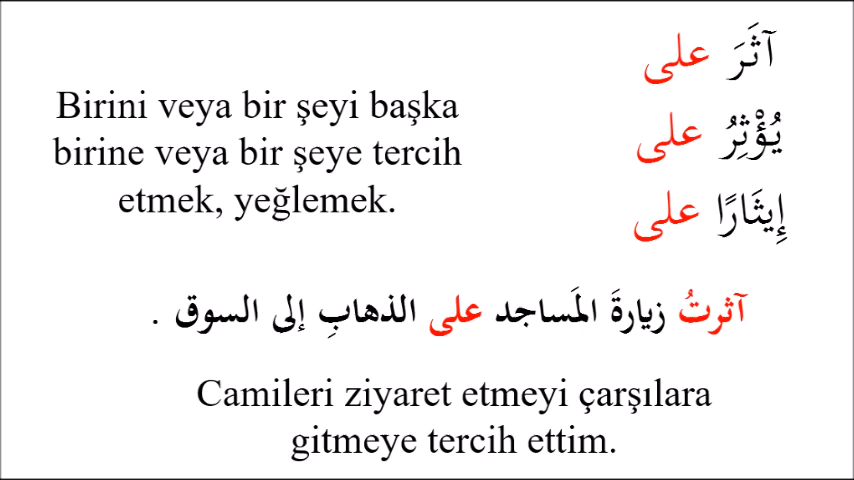 آثَرَ على
يُؤْثِرُ على
إِيثَارًا على
Birini veya bir şeyi başka
birine veya bir şeye tercih
etmek, yeğlemek.
آثرتُ زيارةَ المَساجد على الذهابِ إلى السوق .
Camileri ziyaret etmeyi çarşılara
gitmeye tercih ettim.